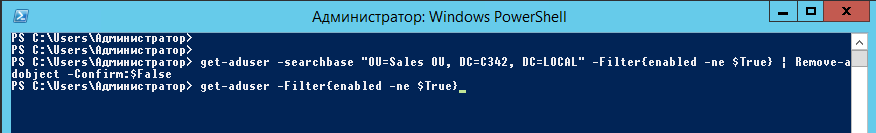 Администратор: Windows PowerShell
PS C:\Users\Администратор>
PS C:\Users\Администратор>
PS C:\Users\Администратор> get-aduser -searchbase "OU=Sales OU, DC=C342, DC=LOCAL" -Filter{enabled -ne $True} | Remove-a
dobject -Confirm:$False
PS C:\Users\Администратор> get-aduser -Filter{enabled -ne $True}